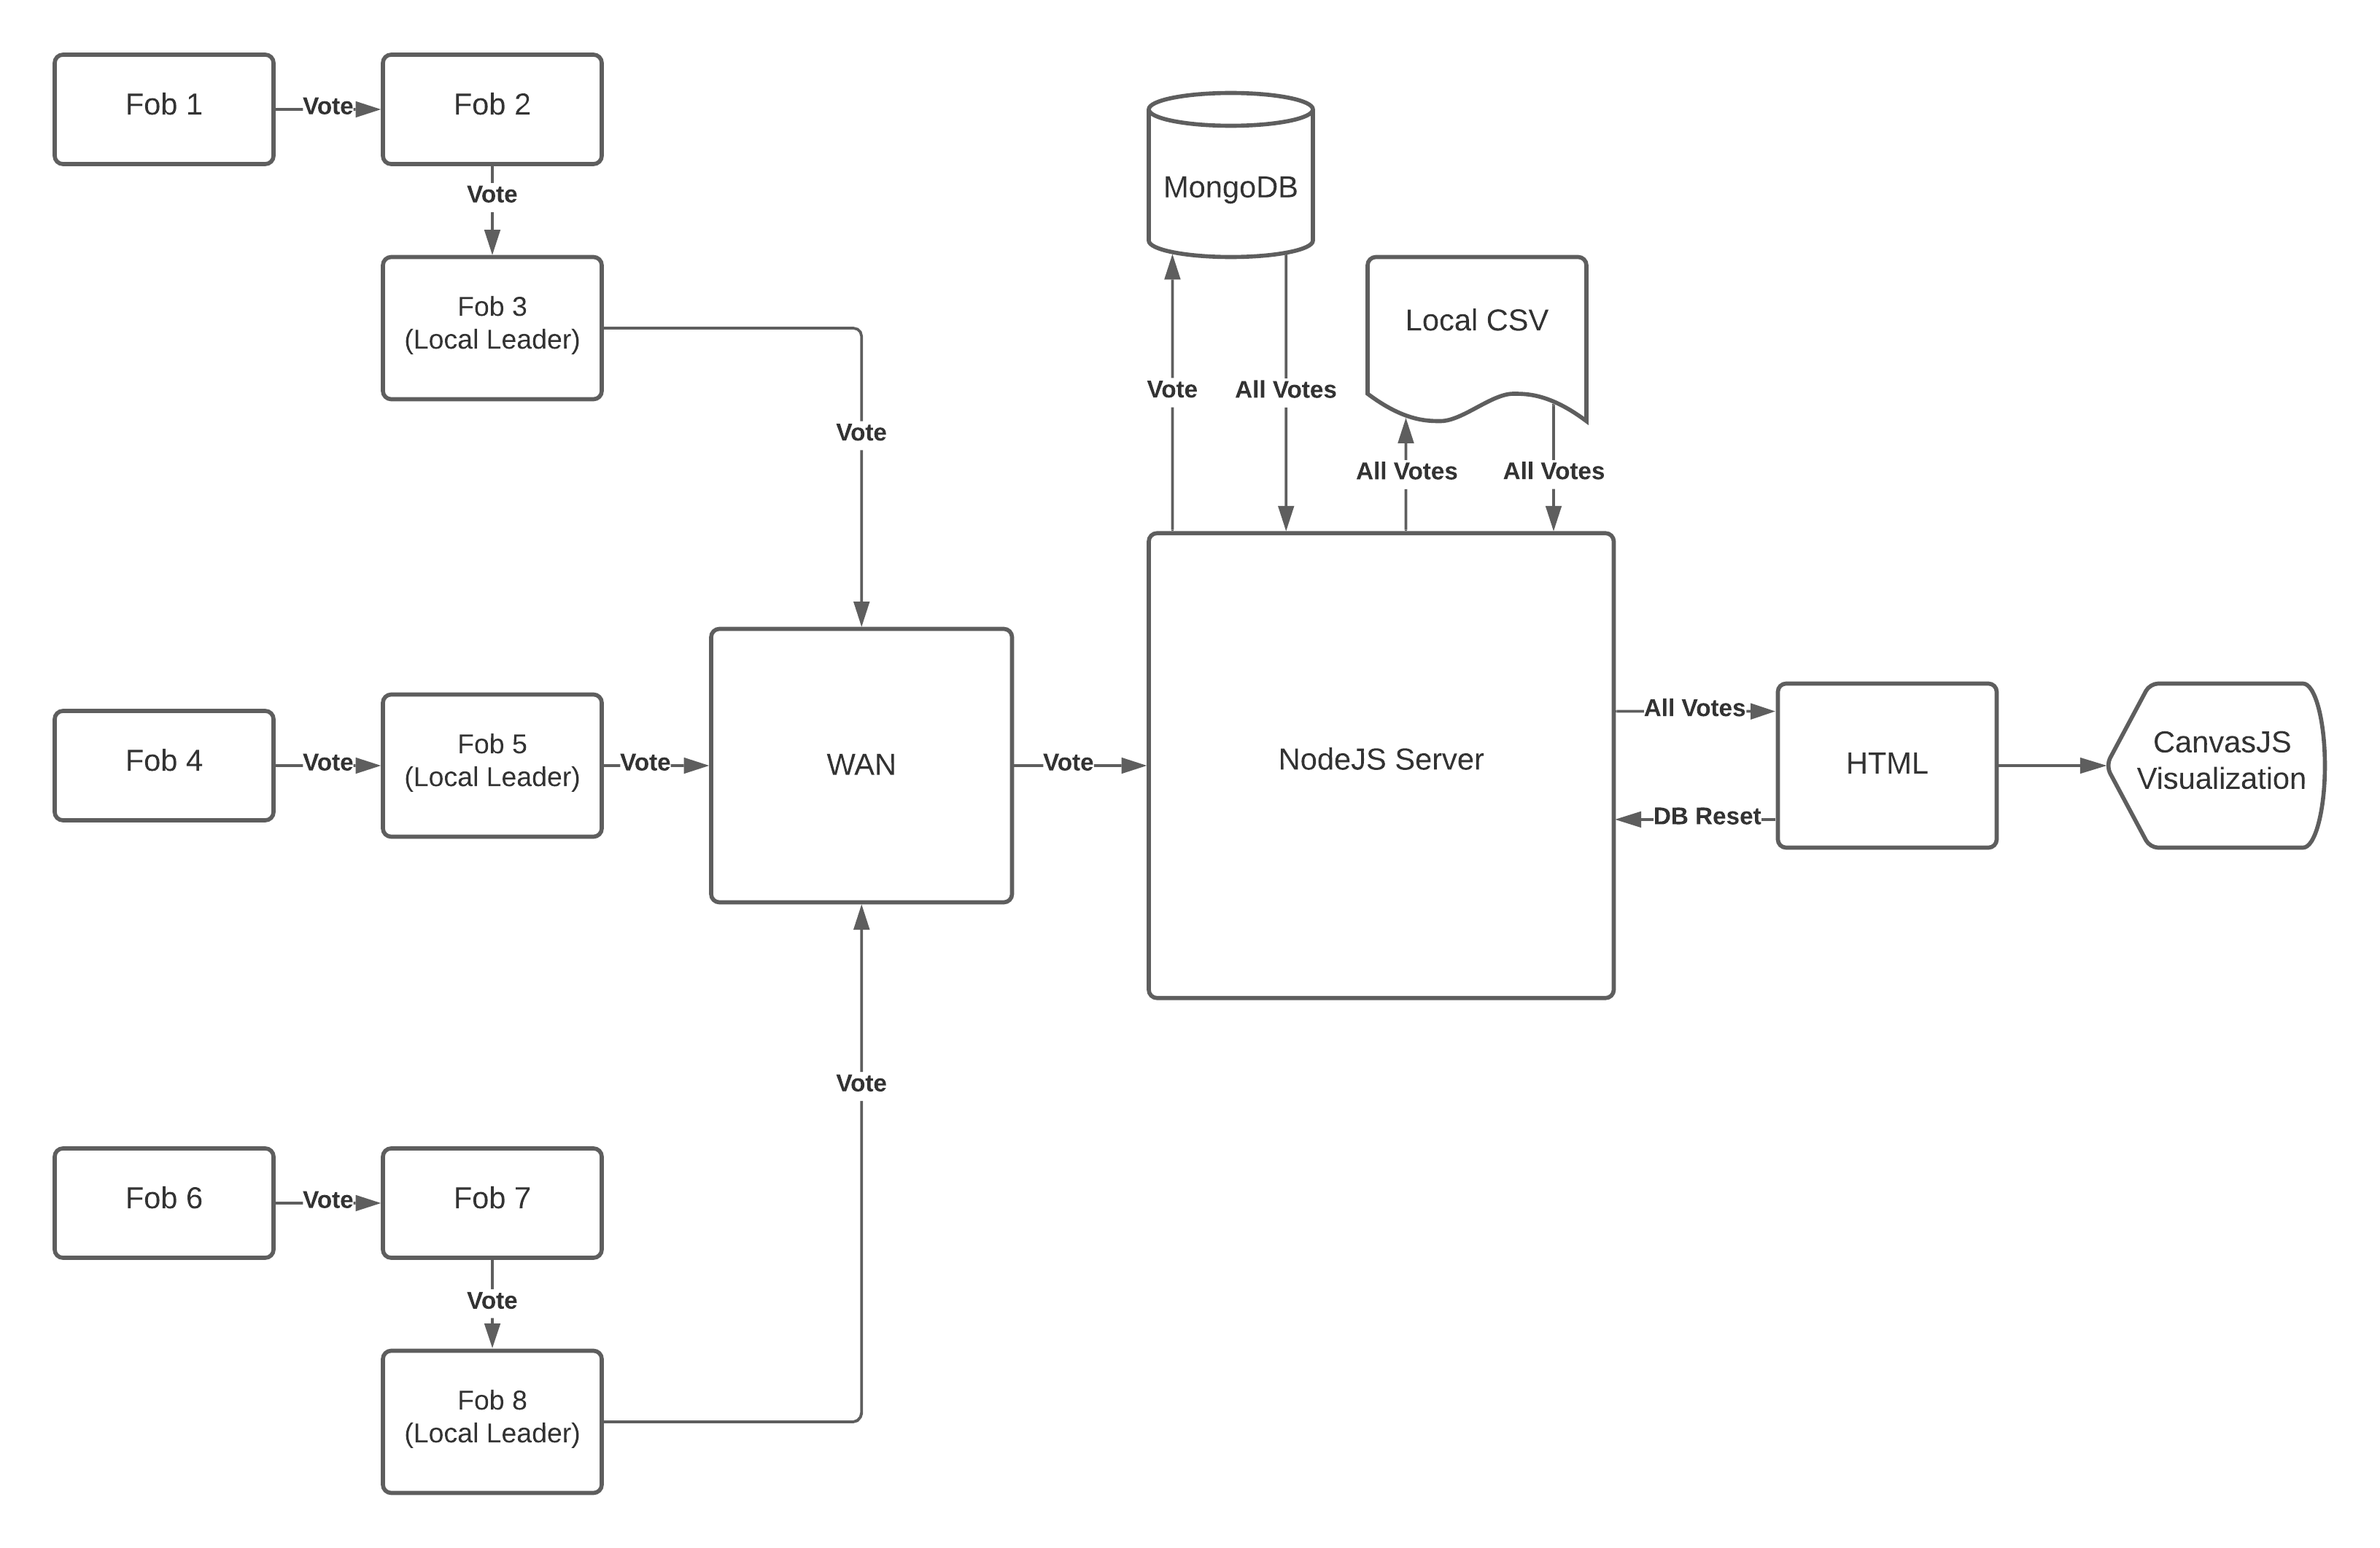 Fob 1
Vote
Fob 2
Vote
Fob 3
(Local Leader)
Vote
Fob 4
Vote
Fob 5
(Local Leader)
Vote
WAN
Vote
Fob 6
Vote
Fob 7
Vote
Fob 8
(Local Leader)
Vote
MongoDB
Vote
All Votes
Local CSV
All Votes
All Votes
NodeJS Server
All Votes
DB Reset
HTML
CanvasJS
Visualization